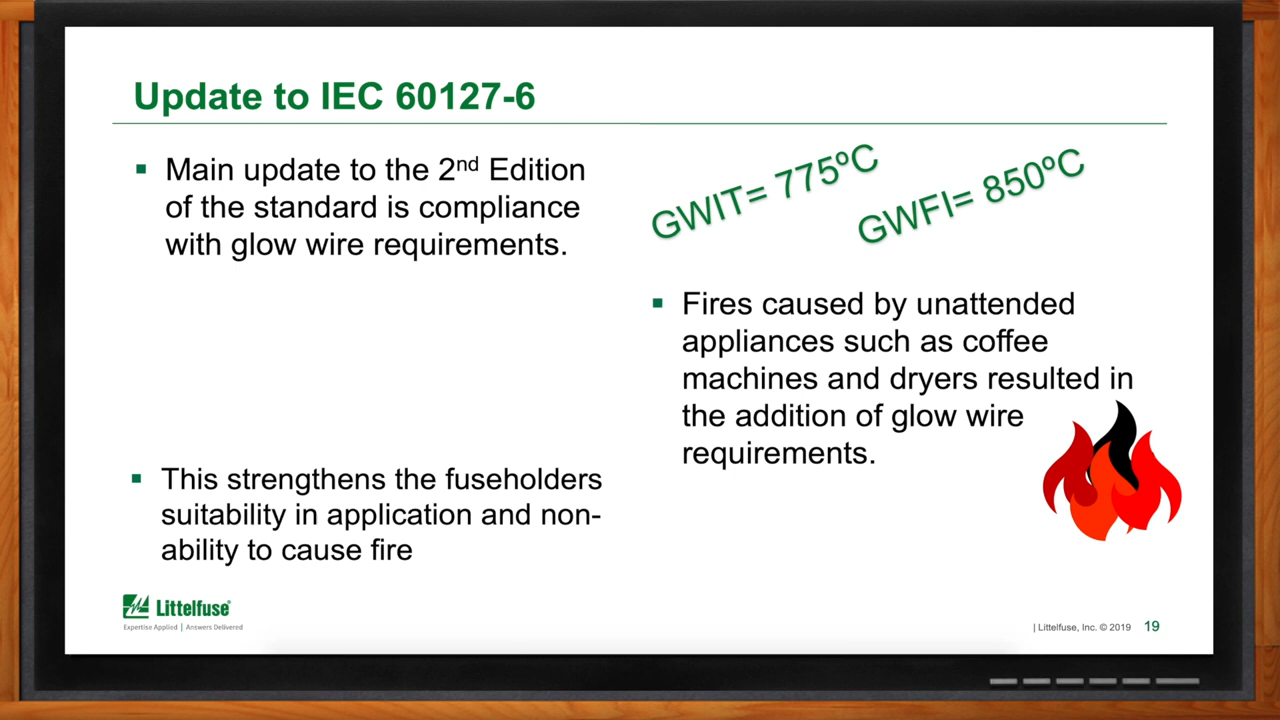 Update to IEC 60127-6
Main update to the 2nd Edition
of the standard is compliance
with glow wire requirements.
This strengthens the fuseholders
suitability in application and non-
ability to cause fire
GWIT= 775ºC
GWFI= 850ºC
Fires caused by unattended
appliances such as coffee
machines and dryers resulted in
the addition of glow wire
requirements.
Littelfuse®
Expertise Applied | Answers Delivered
| Littelfuse, Inc. © 2019 19